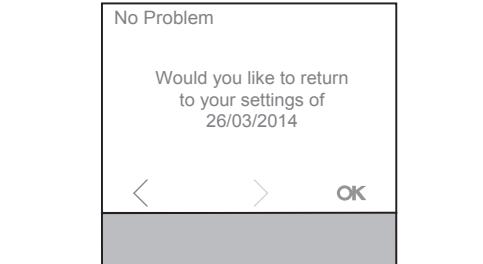 No Problem
Would you like to return
to your settings of
26/03/2014
OK